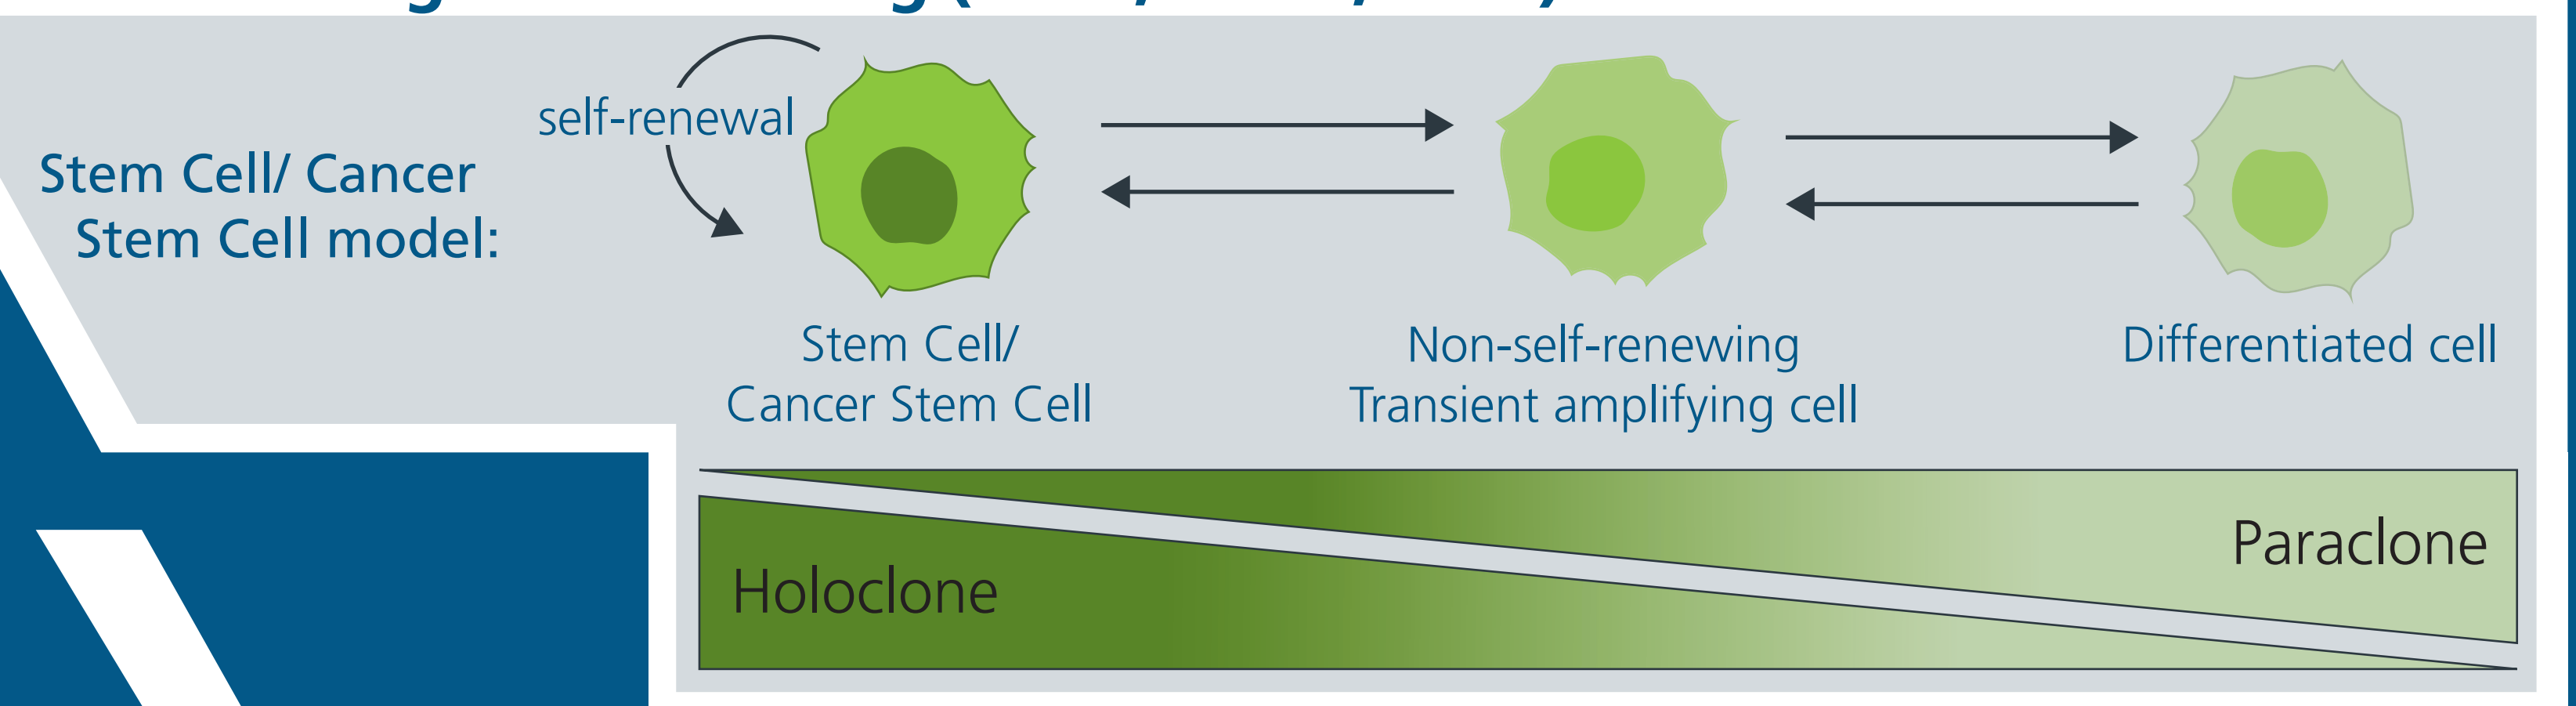 self-renewal
Stem Cell/ Cancer
Stem Cell model:
Stem Cell/
Cancer Stem Cell
Non-self-renewing
Transient amplifying cell
Differentiated cell
Holoclone
Paraclone